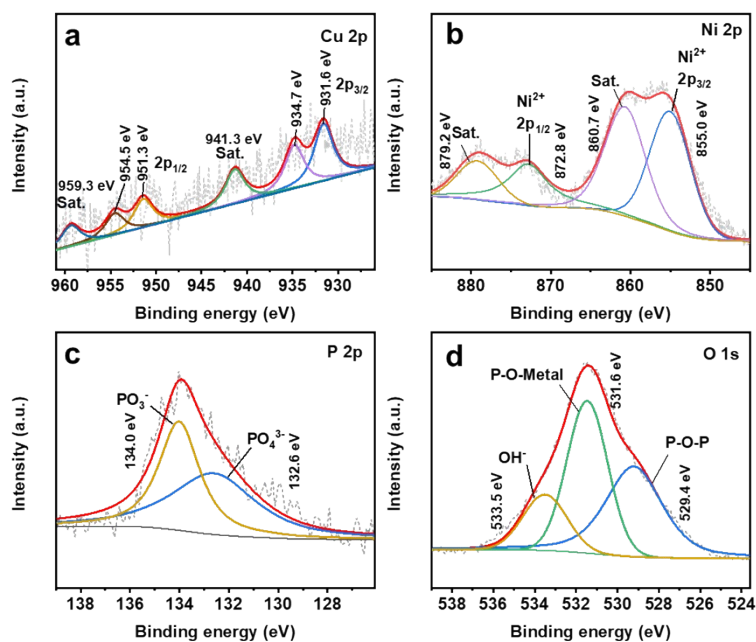 a
Cu 2p
Intensity (a.u.)
959.3 eV
Sat.
954.5 eV
951.3 eV
2p1/2
941.3 eV
Sat.
934.7 eV
931.6 eV
2p3/2
960 955 950 945 940 935 930
Binding energy (eV)
b
Ni 2p
Intensity (a.u.)
879.2 eV
Sat.
Ni2+
2p1/2
872.8 eV
Sat.
860.7 eV
Ni2+
2p3/2
855.0 eV
880 870 860 850
Binding energy (eV)
c
P 2p
Intensity (a.u.)
PO3-
134.0 eV
PO43-
132.6 eV
138 136 134 132 130 128
Binding energy (eV)
d
O 1s
Intensity (a.u.)
P-O-Metal
531.6 eV
OH-
533.5 eV
P-O-P
529.4 eV
538 536 534 532 530 528 526 524
Binding energy (eV)